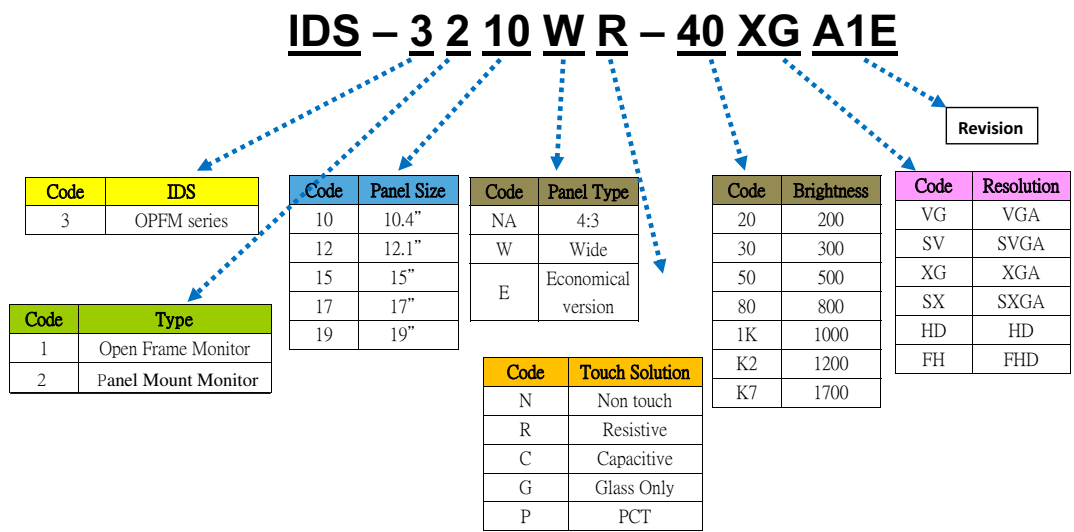 IDS – 3 2 10 W R – 40 XG A1E
Revision
Code IDS
3 OPFM series
Code Type
1 Open Frame Monitor
2 Panel Mount Monitor
Code Panel Size
10 10.4”
12 12.1”
15 15”
17 17”
19 19”
Code Panel Type
NA 4:3
W Wide
E Economical
version
Code Touch Solution
N Non touch
R Resistive
C Capacitive
G Glass Only
P PCT
Code Brightness
20 200
30 300
50 500
80 800
1K 1000
K2 1200
K7 1700
Code Resolution
VG VGA
SV SVGA
XG XGA
SX SXGA
HD HD
FH FHD